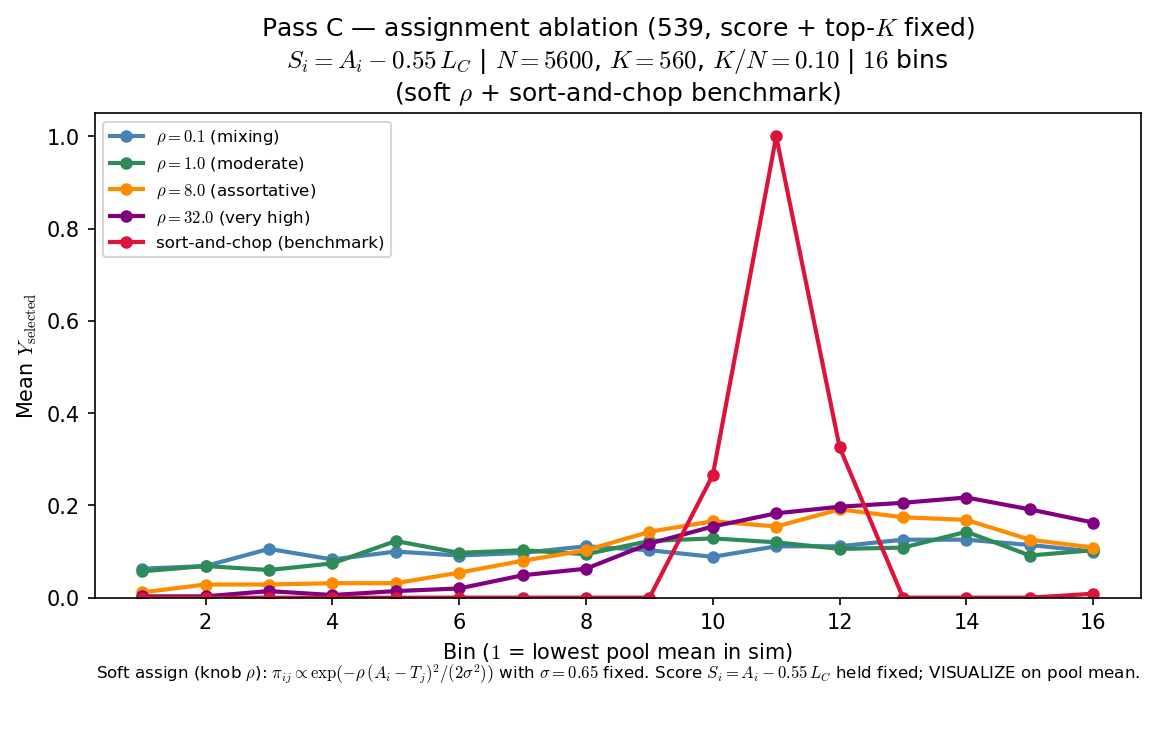 Pass C — assignment ablation (539, score + top-K fixed)
S_i = A_i − 0.55 L_C | N = 5600, K = 560, K/N = 0.10 | 16 bins
(soft ρ + sort-and-chop benchmark)
ρ = 0.1 (mixing)
ρ = 1.0 (moderate)
ρ = 8.0 (assortative)
ρ = 32.0 (very high)
sort-and-chop (benchmark)
Mean Y_selected
1.0
0.8
0.6
0.4
0.2
0.0
2 4 6 8 10 12 14 16
Bin (1 = lowest pool mean in sim)
Soft assign (knob ρ): π_ij ∝ exp(−ρ (A_i − T_j)²/(2σ²)) with σ = 0.65 fixed. Score S_i = A_i − 0.55 L_C held fixed; VISUALIZE on pool mean.